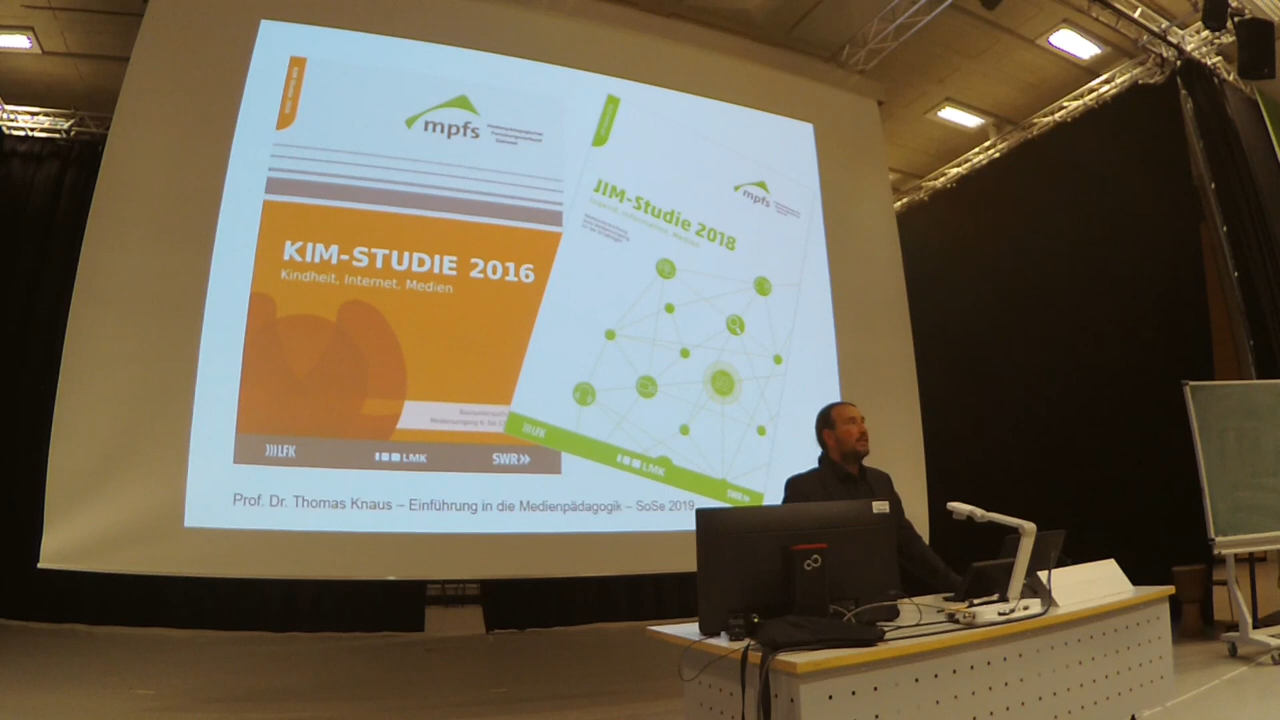 mpfs
KIM-STUDIE 2016
Kindheit, Internet, Medien
LFK
LMK
SWR
mpfs
JIM-Studie 2018
Jugend, Information, Medien
LFK
LMK
SWR
Prof. Dr. Thomas Knaus – Einführung in die Medienpädagogik – SoSe 2019